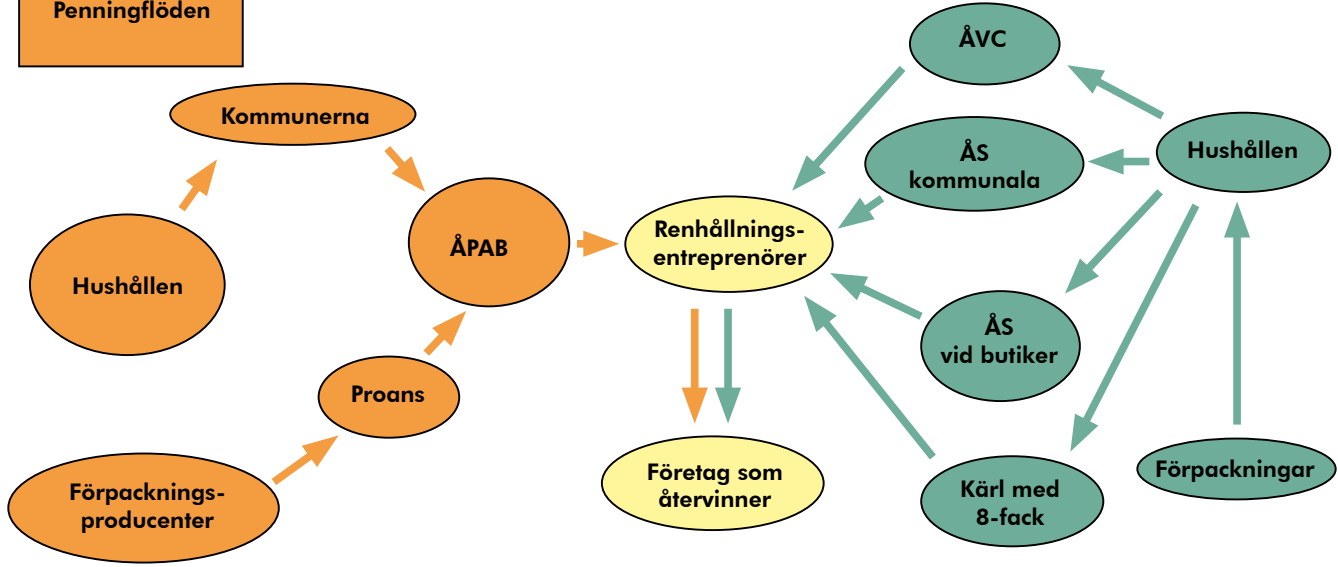 Penningflöden
Kommunerna
Hushållen
ÅPAB
Proans
Förpacknings-
producenter
Renhållnings-
entreprenörer
Företag som
återvinner
ÅVC
ÅS
kommunala
Hushållen
ÅS
vid butiker
Kärl med
8-fack
Förpackningar